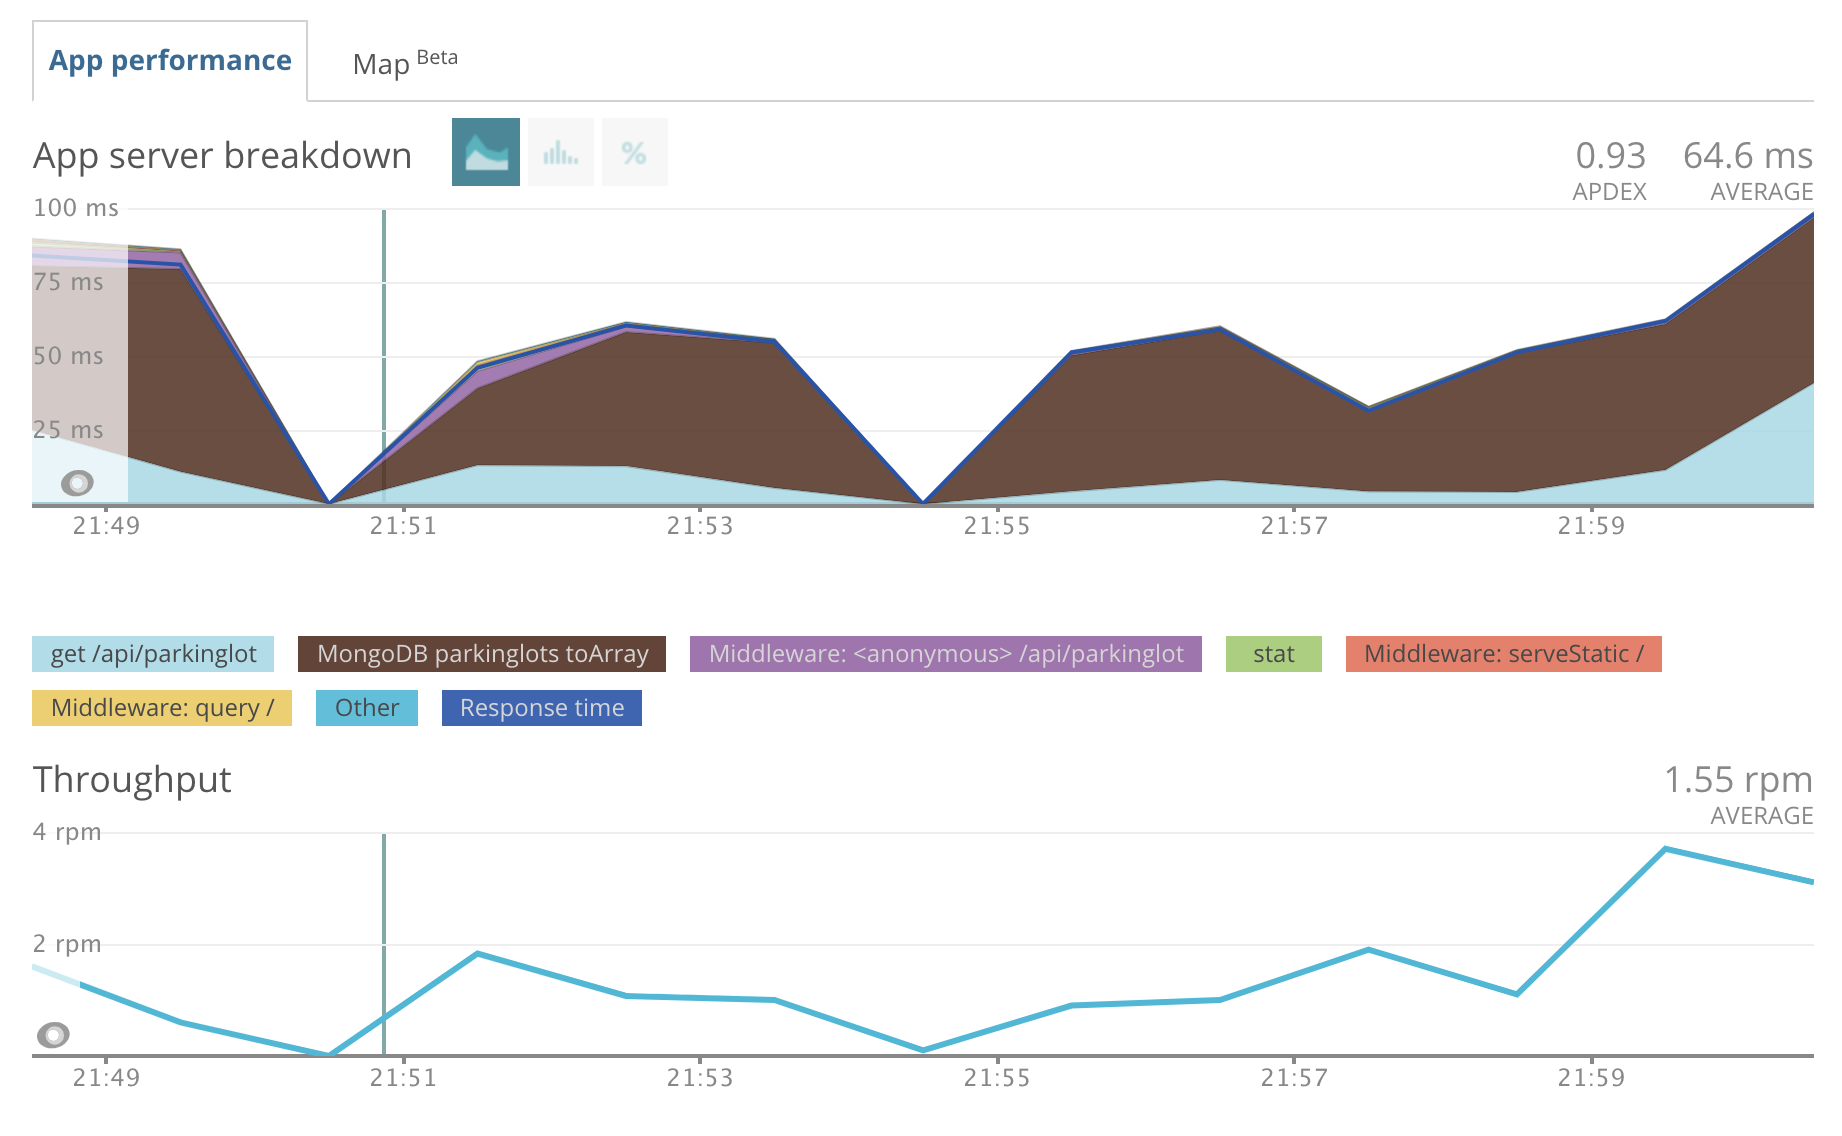 App performance Map Beta
App server breakdown % 0.93 64.6 ms
APDEX AVERAGE
100 ms
75 ms
50 ms
25 ms
21:49 21:51 21:53 21:55 21:57 21:59
get /api/parkinglot MongoDB parkinglots toArray Middleware: <anonymous> /api/parkinglot stat Middleware: serveStatic /
Middleware: query / Other Response time
Throughput 1.55 rpm
AVERAGE
4 rpm
2 rpm
21:49 21:51 21:53 21:55 21:57 21:59